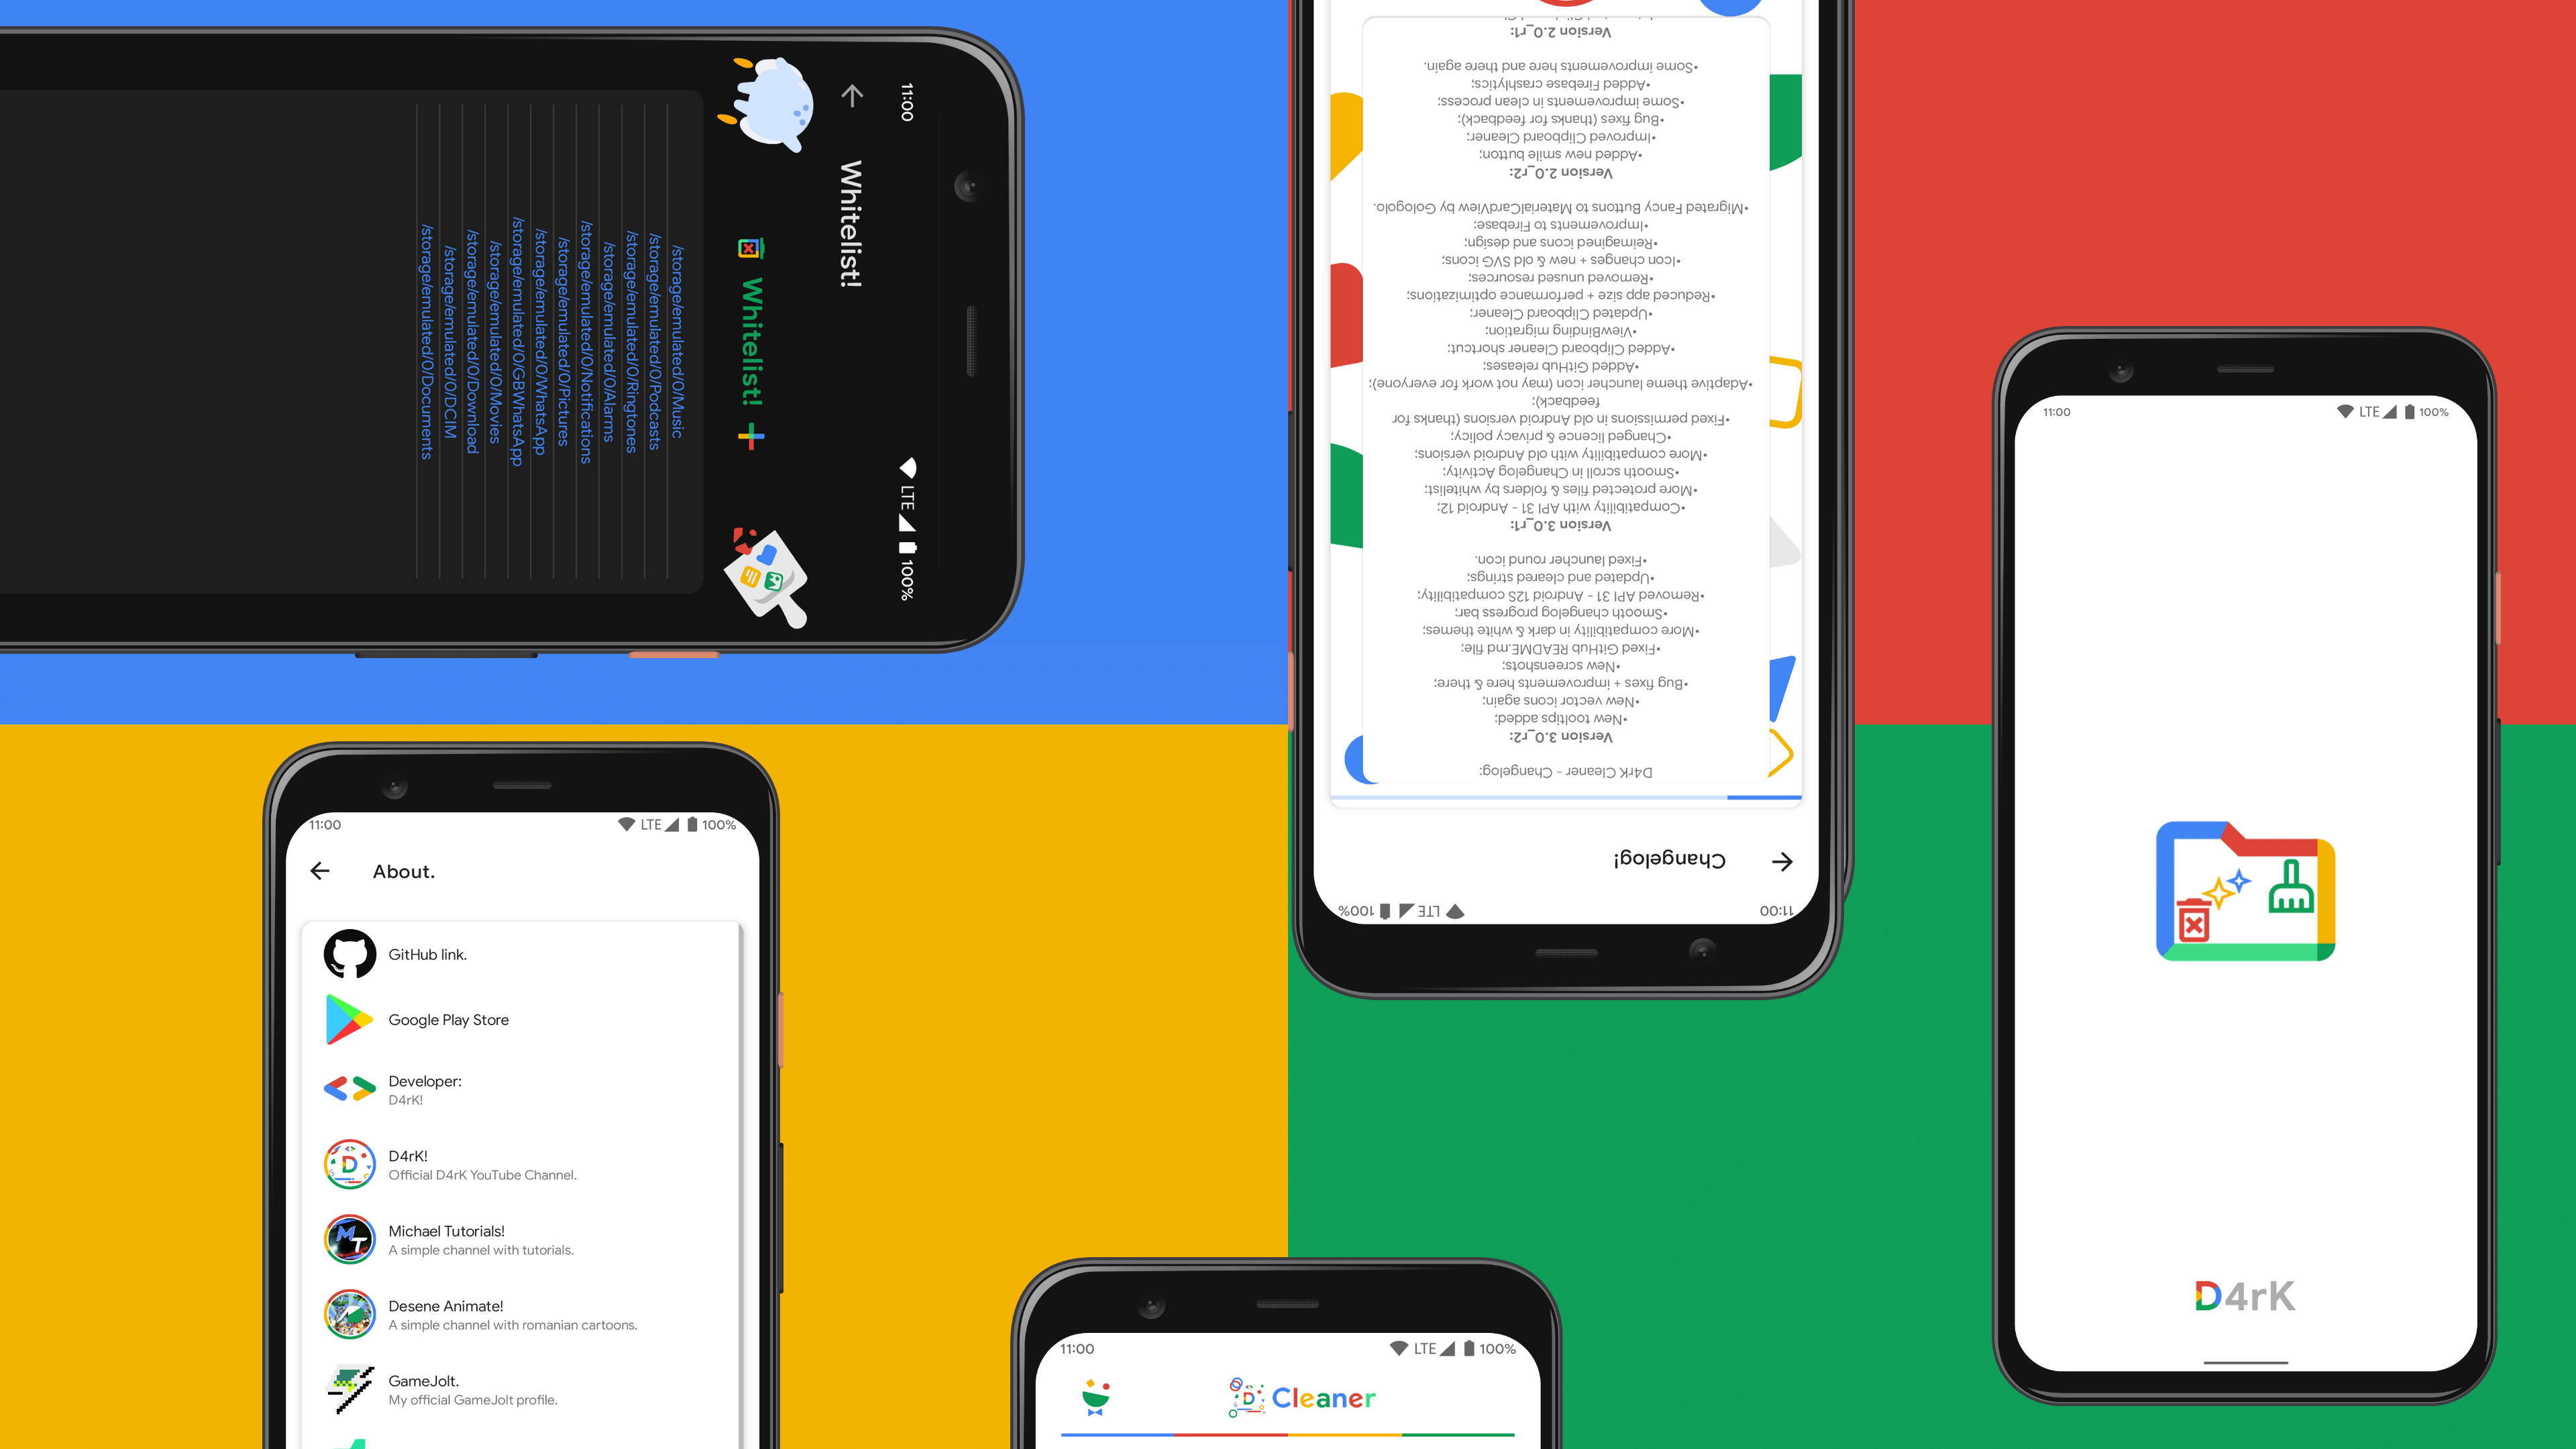 11:00
LTE
100%
Whitelist!
Whitelist!
/storage/emulated/0/Music
/storage/emulated/0/Podcasts
/storage/emulated/0/Ringtones
/storage/emulated/0/Alarms
/storage/emulated/0/Notifications
/storage/emulated/0/Pictures
/storage/emulated/0/WhatsApp
/storage/emulated/0/GBWhatsApp
/storage/emulated/0/Movies
/storage/emulated/0/Download
/storage/emulated/0/DCIM
/storage/emulated/0/Documents
11:00
LTE
100%
Changelog!
D4rK Cleaner - Changelog:
Version 3.0_r2:
•New tooltips added;
•New vector icons again;
•Bug fixes + improvements here & there;
•New screenshots;
•Fixed GitHub README.md file;
•More compatibility in dark & white themes;
•Smooth changelog progress bar;
•Removed API 31 - Android 12S compatibility;
•Updated and cleared strings;
•Fixed launcher round icon.
Version 3.0_r1:
•Compatibility with API 31 - Android 12;
•More protected files & folders by whitelist;
•Smooth scroll in Changelog Activity;
•More compatibility with old Android versions;
•Changed licence & privacy policy;
•Fixed permissions in old Android versions (thanks for
feedback);
•Adaptive theme launcher icon (may not work for everyone);
•Added GitHub releases;
•Added Clipboard Cleaner shortcut;
•ViewBinding migration;
•Updated Clipboard Cleaner;
•Reduced app size + performance optimizations;
•Removed unused resources;
•Icon changes + new & old SVG icons;
•Reimagined icons and design;
•Improvements to Firebase;
•Migrated Fancy Buttons to MaterialCardView by Gologolo.
Version 2.0_r2:
•Added new smile button;
•Improved Clipboard Cleaner;
•Bug fixes (thanks for feedback);
•Some improvements in clean process;
•Added Firebase crashlytics;
•Some improvements here and there again.
Version 2.0_r1:
11:00
LTE
100%
D4rK
11:00
LTE
100%
About.
GitHub link.
Google Play Store
Developer:
D4rK!
D
D4rK!
Official D4rK YouTube Channel.
MT
Michael Tutorials!
A simple channel with tutorials.
Desene Animate!
A simple channel with romanian cartoons.
GameJolt.
My official GameJolt profile.
11:00
LTE
100%
D
Cleaner